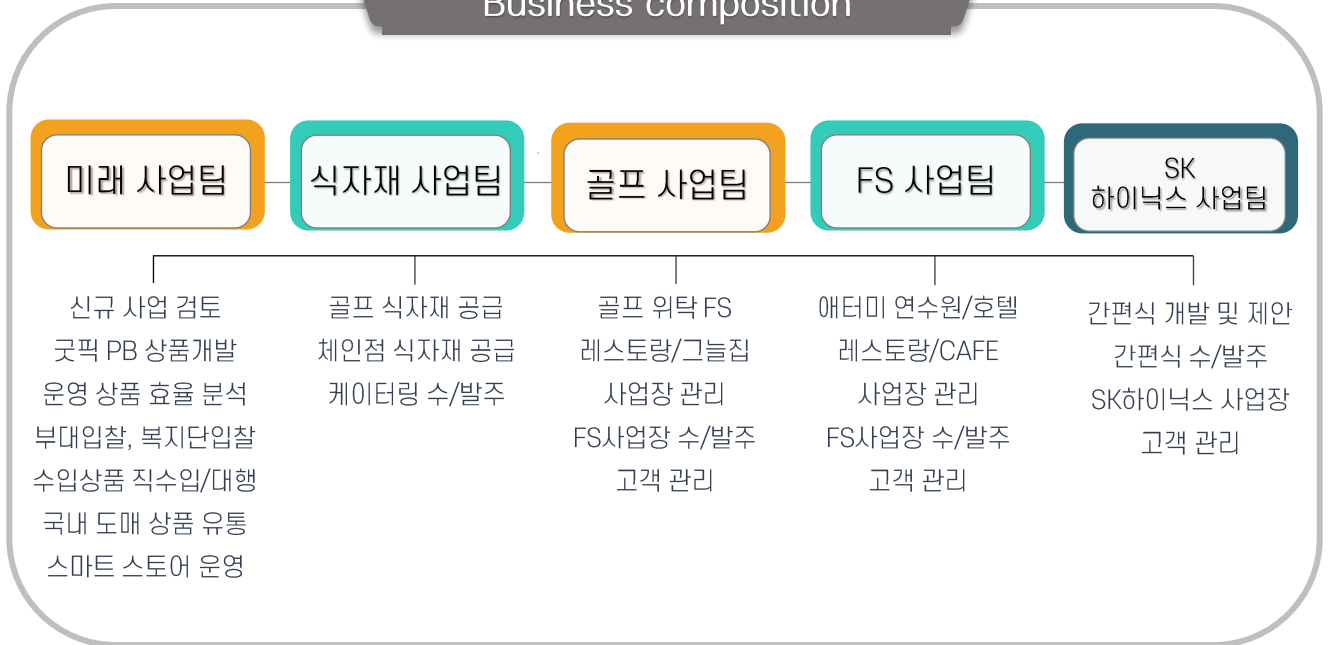 Business composition
미래 사업팀
식자재 사업팀
골프 사업팀
FS 사업팀
SK
하이닉스 사업팀
신규 사업 검토
굿픽 PB 상품개발
운영 상품 효율 분석
부대입찰, 복지단입찰
수입상품 직수입/대행
국내 도매 상품 유통
스마트 스토어 운영
골프 식자재 공급
체인점 식자재 공급
케이터링 수/발주
골프 위탁 FS
레스토랑/그늘집
사업장 관리
FS사업장 수/발주
고객 관리
애터미 연수원/호텔
레스토랑/CAFE
사업장 관리
FS사업장 수/발주
고객 관리
간편식 개발 및 제안
간편식 수/발주
SK하이닉스 사업장
고객 관리